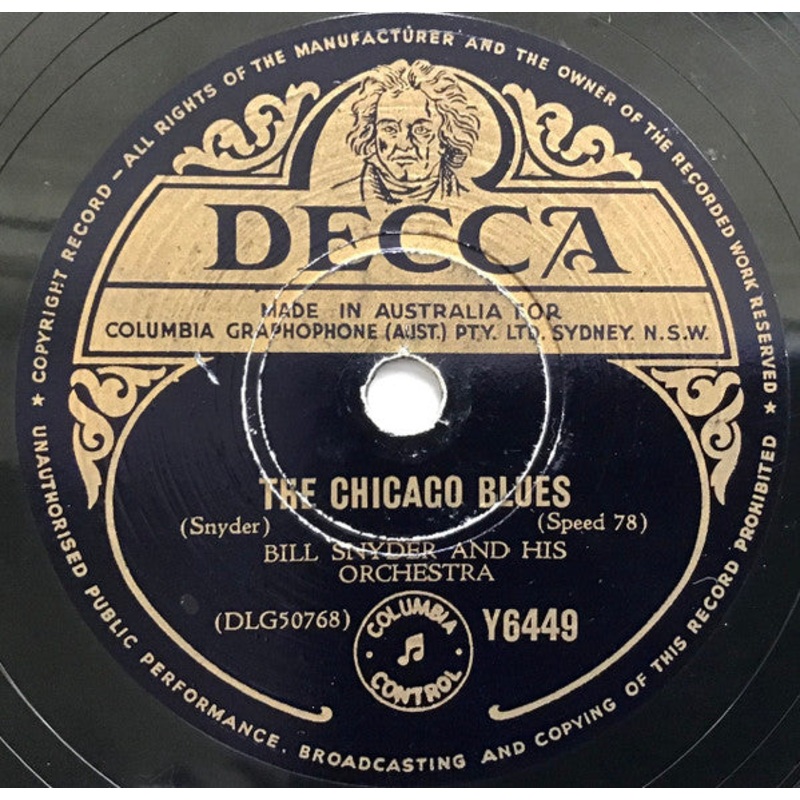 ★ COPYRIGHT RECORD – ALL RIGHTS OF THE MANUFACTURER AND THE OWNER OF THE RECORDED WORK RESERVED ★
DECCA
MADE IN AUSTRALIA FOR
COLUMBIA GRAPHOPHONE (AUST.) PTY. LTD. SYDNEY. N.S.W.
THE CHICAGO BLUES
(Snyder) (Speed 78)
BILL SNYDER AND HIS
ORCHESTRA
(DLG50768) COLUMBIA CONTROL Y6449
UNAUTHORISED PUBLIC PERFORMANCE, BROADCASTING AND COPYING OF THIS RECORD PROHIBITED